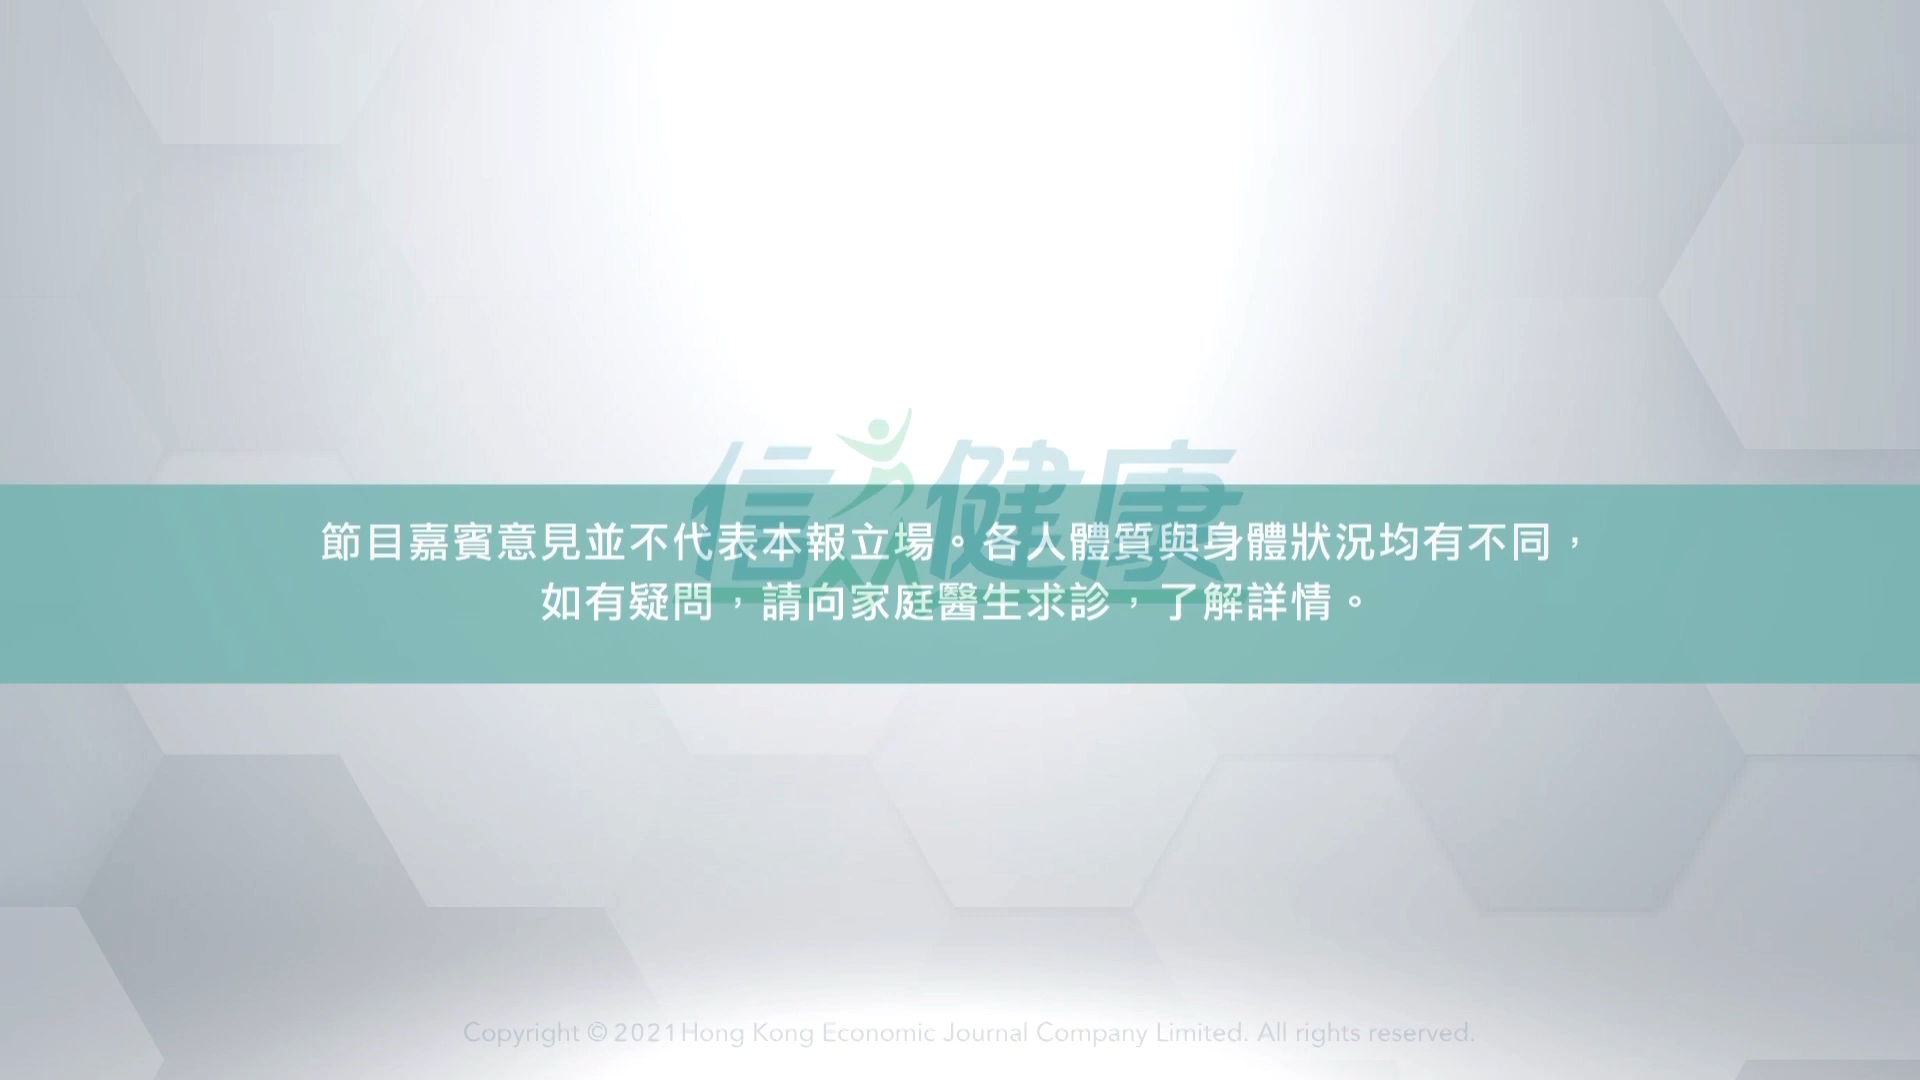 信健康
節目嘉賓意見並不代表本報立場。各人體質與身體狀況均有不同，
如有疑問，請向家庭醫生求診，了解詳情。
Copyright © 2021 Hong Kong Economic Journal Company Limited. All rights reserved.